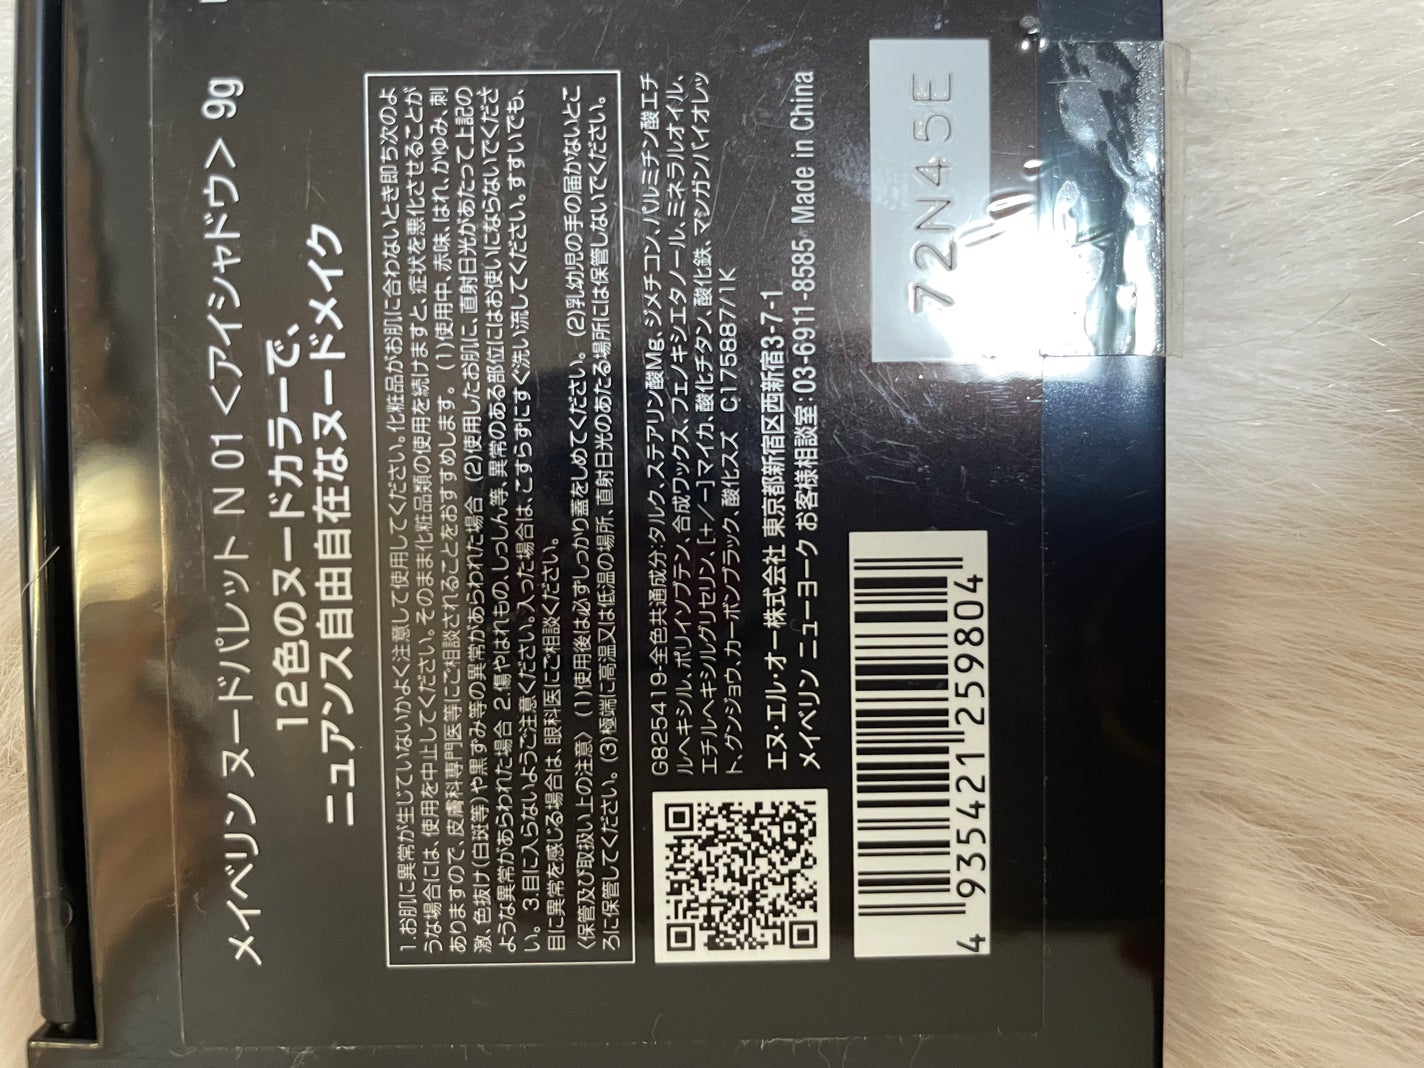 メイベリン ヌードパレット N 01 <アイシャドウ> 9g
12色のヌードカラーで、
ニュアンス自由自在なヌードメイク
1.お肌に異常が生じていないかよく注意して使用してください。化粧品がお肌に合わないとき即ち次のよ
うな場合には、使用を中止してください。そのまま化粧品類の使用を続けますと、症状を悪化させることが
ありますので、皮膚科専門医等にご相談されることをおすすめします。 (1)使用中、赤味、はれ、かゆみ、刺
激、色抜け(白斑等)や黒ずみ等の異常があらわれた場合 (2)使用したお肌に、直射日光があたって上記の
ような異常があらわれた場合 2.傷やはれもの、しっしん等、異常のある部位にはお使いにならないでくださ
い。 3.目に入らないようご注意ください。入った場合は、こすらずにすぐ洗い流してください。すすいでも、
目に異常を感じる場合は、眼科医にご相談ください。
〈保管及び取扱い上の注意〉 (1)使用後は必ずしっかり蓋をしめてください。 (2)乳幼児の手の届かないとこ
ろに保管してください。 (3)極端に高温又は低温の場所、直射日光のあたる場所には保管しないでください。
G825419-全色共通成分:タルク、ステアリン酸Mg、ジメチコン、パルミチン酸エチ
ルヘキシル、ポリイソブテン、合成ワックス、フェノキシエタノール、ミネラルオイル、
エチルヘキシルグリセリン、[+/-]マイカ、酸化チタン、酸化鉄、マンガンバイオレッ
ト、グンジョウ、カーボンブラック、酸化スズ C175887/1K
エヌ・エル・オー株式会社 東京都新宿区西新宿3-7-1
メイベリン ニューヨーク お客様相談室:03-6911-8585 Made in China
72N45E
4 935421 259804